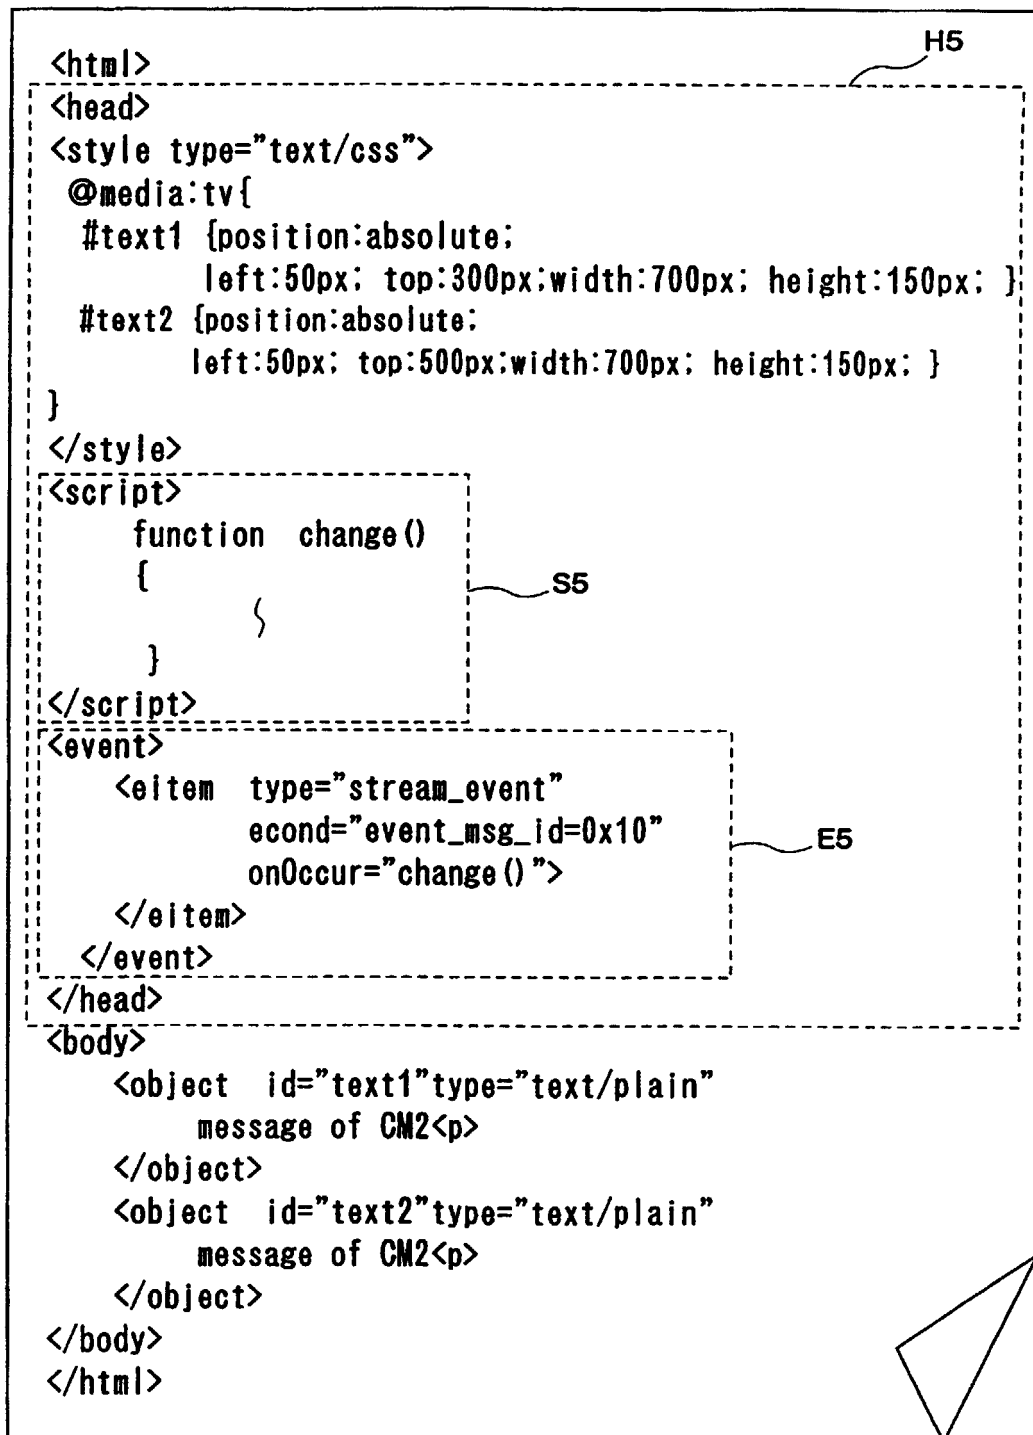 H5
<html>
<head>
<style type="text/css">
@media:tv{
#text1 {position:absolute;
left:50px; top:300px;width:700px; height:150px; }
#text2 {position:absolute;
left:50px; top:500px;width:700px; height:150px; }
}
</style>
<script>
function change()
{
}
</script>
S5
<event>
<eitem type="stream_event"
econd="event_msg_id=0x10"
onOccur="change()">
</eitem>
</event>
E5
</head>
<body>
<object id="text1"type="text/plain"
message of CM2<p>
</object>
<object id="text2"type="text/plain"
message of CM2<p>
</object>
</body>
</html>